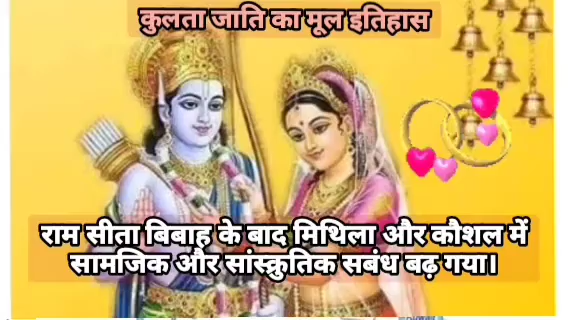 कुलता जाति का मूल इतिहास
राम सीता बिबाह के बाद मिथिला और कौशल में
सामजिक और सांस्क्रुतिक सबंध बढ़ गया।